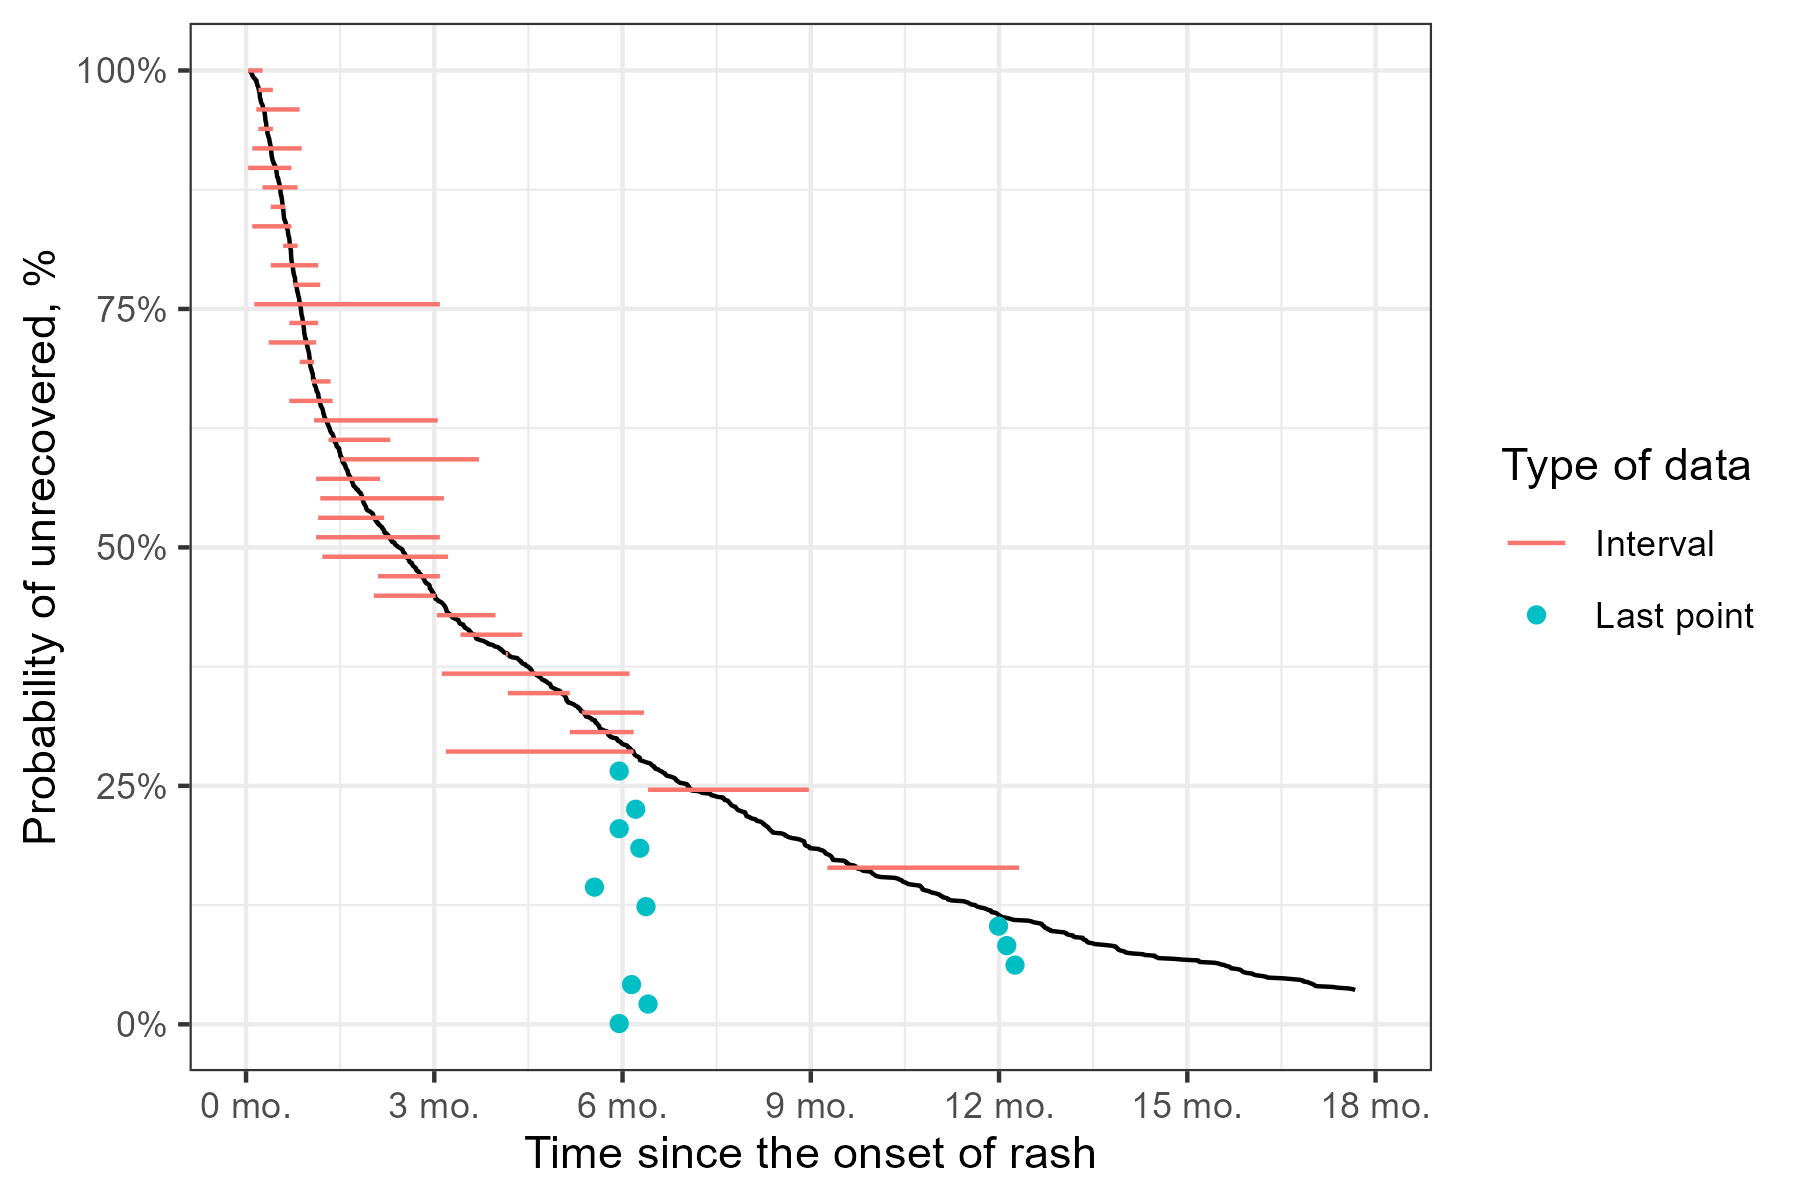 Probability of unrecovered, %
100%
75%
50%
25%
0%
0 mo.
3 mo.
6 mo.
9 mo.
12 mo.
15 mo.
18 mo.
Time since the onset of rash
Type of data
Interval
Last point